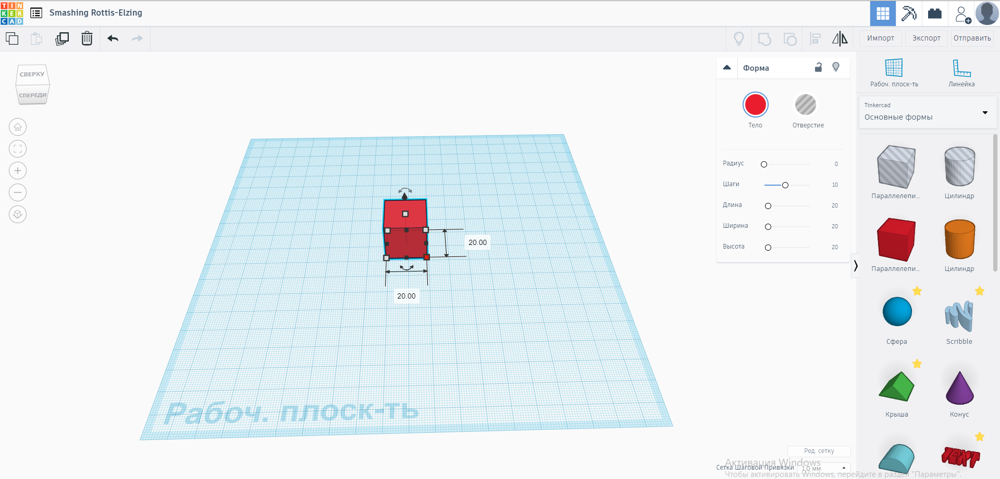 TIN
KER
CAD
Smashing Rottis-Elzing
Импорт
Экспорт
Отправить
СВЕРХУ
СПЕРЕДИ
Форма
Тело
Отверстие
Радиус 0
Шаги 10
Длина 20
Ширина 20
Высота 20
Рабоч. плоск-ть
Линейка
Tinkercad
Основные формы
Параллелепи...
Цилиндр
Параллелепи...
Цилиндр
Сфера
Scribble
Крыша
Конус
TEXT
20.00
20.00
Рабоч. плоск-ть
Ред. сетку
Сетка Шаговой Привязки 1.0 мм
Активация Windows
Чтобы активировать Windows, перейдите в раздел "Параметры".